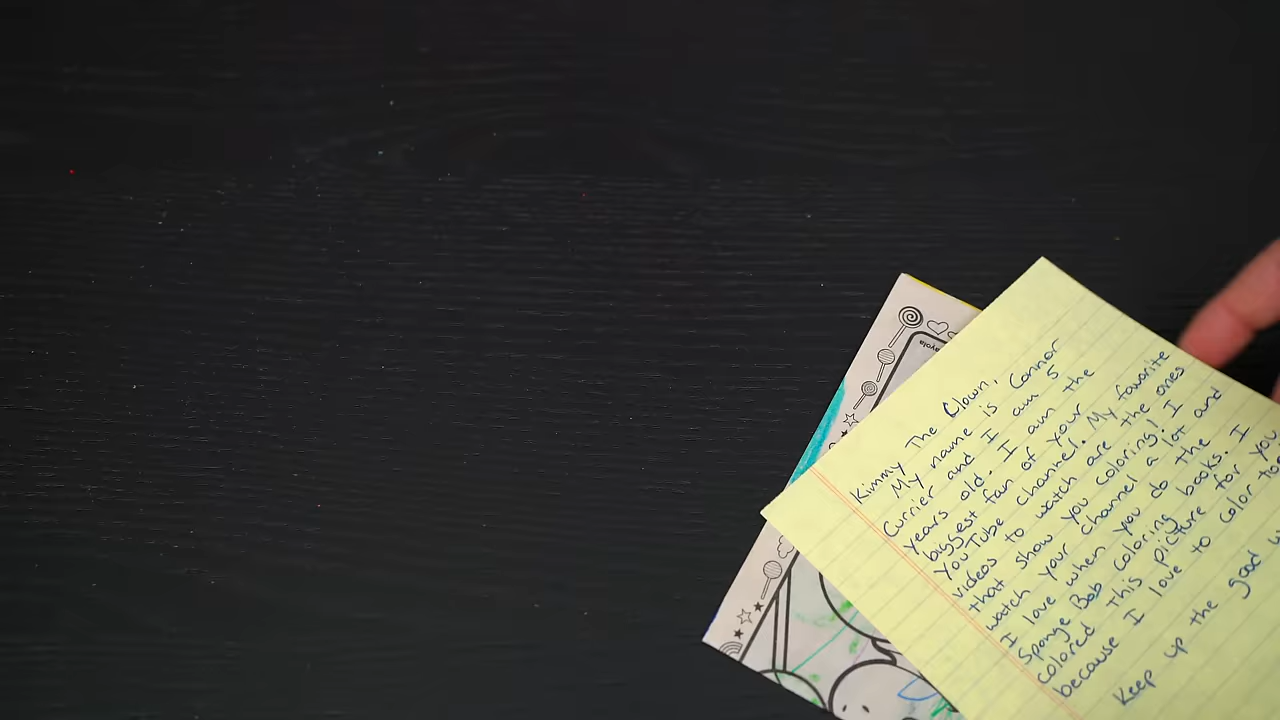 Kimmy The Clown,
My name is Connor
Currier and I am 5
years old. I am the
biggest fan of your
YouTube channel. My favorite
videos to watch are the ones
that show you coloring! I
watch your channel a lot and
I love when you do the
Sponge Bob coloring books. I
colored this picture for you
because I love to color too
Keep up the good w
ayola